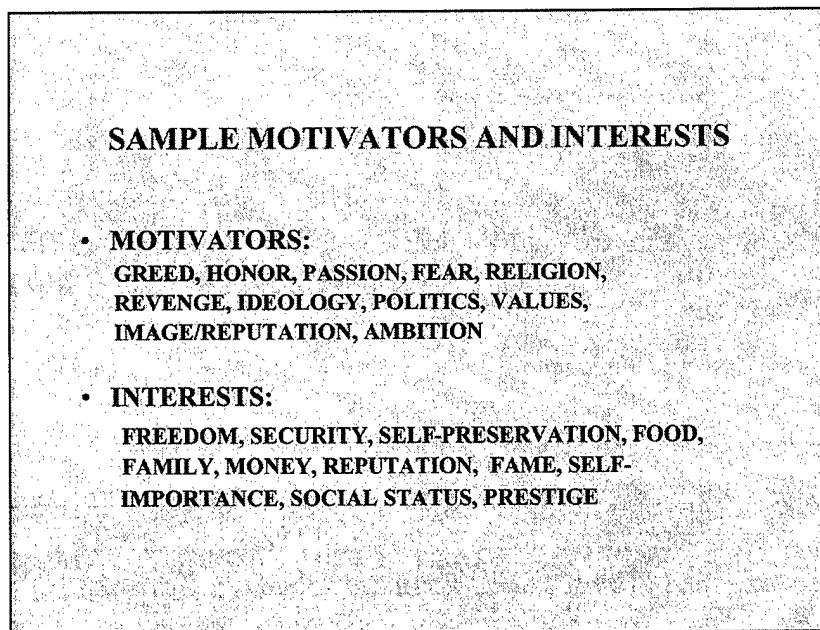 SAMPLE MOTIVATORS AND INTERESTS
• MOTIVATORS:
GREED, HONOR, PASSION, FEAR, RELIGION,
REVENGE, IDEOLOGY, POLITICS, VALUES,
IMAGE/REPUTATION, AMBITION
• INTERESTS:
FREEDOM, SECURITY, SELF-PRESERVATION, FOOD,
FAMILY, MONEY, REPUTATION, FAME, SELF-
IMPORTANCE, SOCIAL STATUS, PRESTIGE